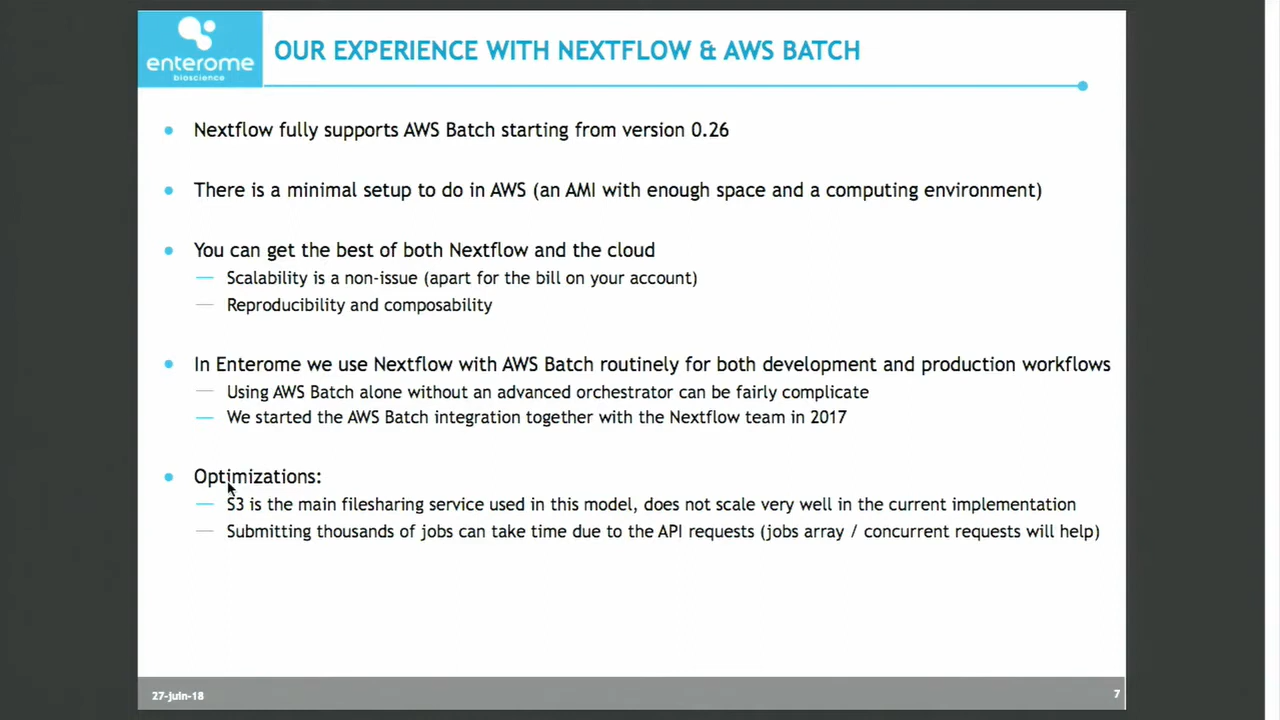 enterome
bioscience
OUR EXPERIENCE WITH NEXTFLOW & AWS BATCH
Nextflow fully supports AWS Batch starting from version 0.26
There is a minimal setup to do in AWS (an AMI with enough space and a computing environment)
You can get the best of both Nextflow and the cloud
Scalability is a non-issue (apart for the bill on your account)
Reproducibility and composability
In Enterome we use Nextflow with AWS Batch routinely for both development and production workflows
Using AWS Batch alone without an advanced orchestrator can be fairly complicate
We started the AWS Batch integration together with the Nextflow team in 2017
Optimizations:
S3 is the main filesharing service used in this model, does not scale very well in the current implementation
Submitting thousands of jobs can take time due to the API requests (jobs array / concurrent requests will help)
27-juin-18
7